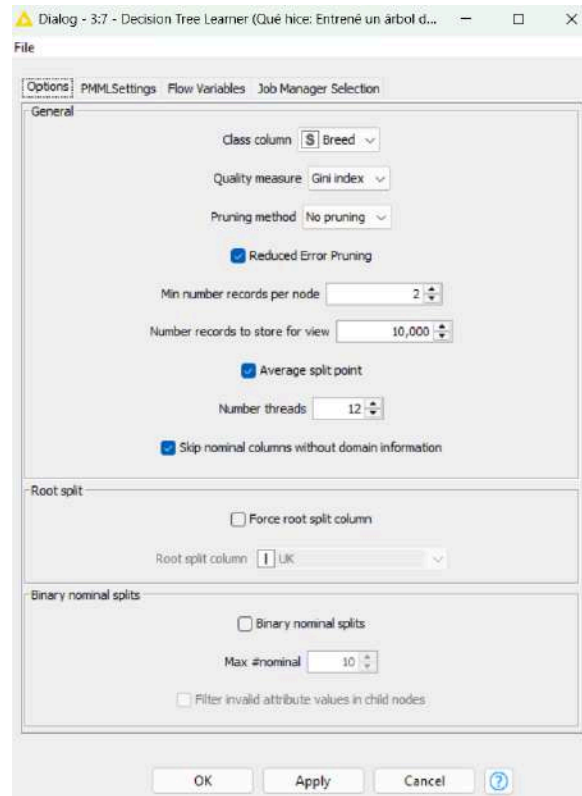 Dialog - 3:7 - Decision Tree Learner (Qué hice: Entrené un árbol d...
File
Options PMMLSettings Flow Variables Job Manager Selection
General
Class column S Breed
Quality measure Gini index
Pruning method No pruning
Reduced Error Pruning
Min number records per node 2
Number records to store for view 10,000
Average split point
Number threads 12
Skip nominal columns without domain information
Root split
Force root split column
Root split column I UK
Binary nominal splits
Binary nominal splits
Max #nominal 10
Filter invalid attribute values in child nodes
OK Apply Cancel ?